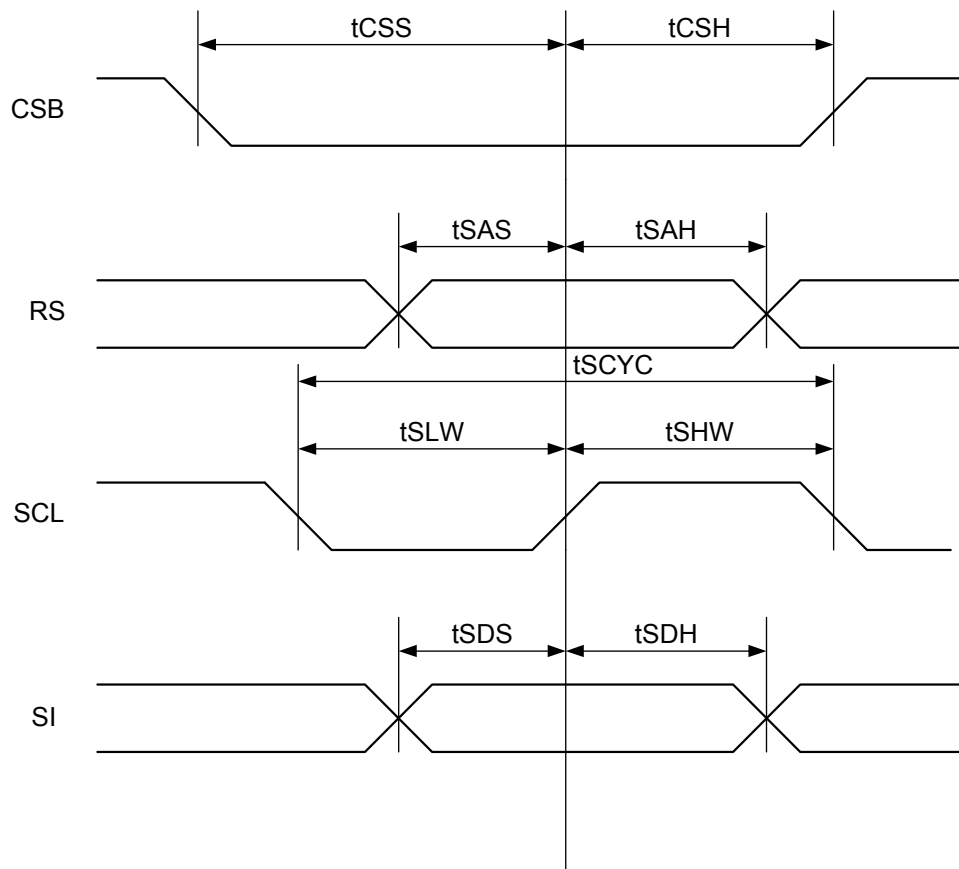 tCSS tCSH
CSB
tSAS tSAH
RS
tSCYC
tSLW tSHW
SCL
tSDS tSDH
SI